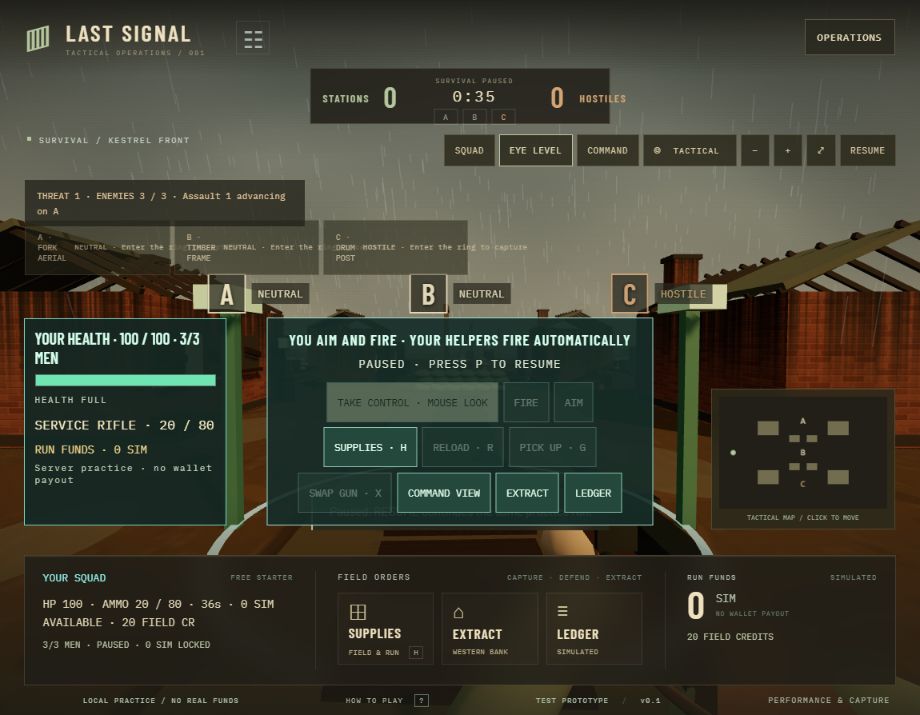 LAST SIGNAL
TACTICAL OPERATIONS / 001
OPERATIONS
SURVIVAL PAUSED
STATIONS 0 0:35 0 HOSTILES
A B C
SURVIVAL / KESTREL FRONT
SQUAD EYE LEVEL COMMAND TACTICAL − + RESUME
THREAT 1 · ENEMIES 3 / 3 · Assault 1 advancing
on A
A · FORK AERIAL NEUTRAL · Enter the
B · TIMBER FRAME NEUTRAL · Enter the
C · DRUM POST HOSTILE · Enter the ring to capture
A NEUTRAL B NEUTRAL C HOSTILE
YOUR HEALTH · 100 / 100 · 3/3
MEN
HEALTH FULL
SERVICE RIFLE · 20 / 80
RUN FUNDS · 0 SIM
Server practice · no wallet
payout
YOU AIM AND FIRE · YOUR HELPERS FIRE AUTOMATICALLY
PAUSED · PRESS P TO RESUME
TAKE CONTROL · MOUSE LOOK FIRE AIM
SUPPLIES · H RELOAD · R PICK UP · G
SWAP GUN · X COMMAND VIEW EXTRACT LEDGER
A
B
C
TACTICAL MAP / CLICK TO MOVE
YOUR SQUAD FREE STARTER
HP 100 · AMMO 20 / 80 · 36s · 0 SIM
AVAILABLE · 20 FIELD CR
3/3 MEN · PAUSED · 0 SIM LOCKED
FIELD ORDERS CAPTURE · DEFEND · EXTRACT
SUPPLIES
FIELD & RUN H
EXTRACT
WESTERN BANK
LEDGER
SIMULATED
RUN FUNDS SIMULATED
0 SIM
NO WALLET PAYOUT
20 FIELD CREDITS
LOCAL PRACTICE / NO REAL FUNDS HOW TO PLAY ? TEST PROTOTYPE / v0.1 PERFORMANCE & CAPTURE